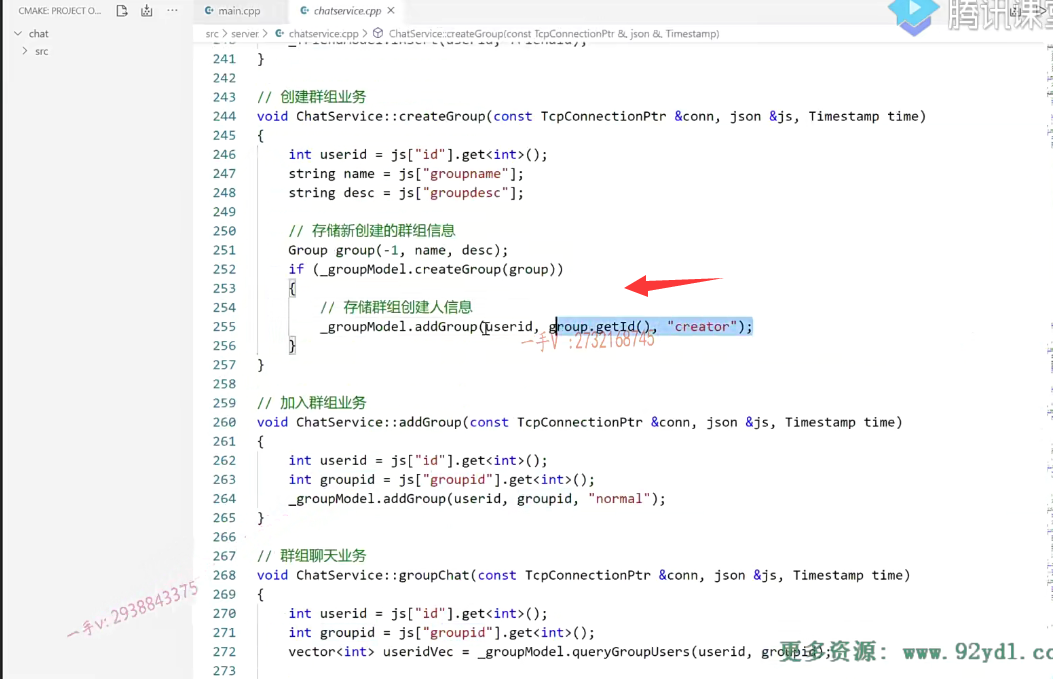 CMAKE: PROJECT O... ...
main.cpp
chatservice.cpp ×
腾讯课堂
chat
src
src > server > chatservice.cpp > ChatService::createGroup(const TcpConnectionPtr &, json &, Timestamp)
240 _friendModel.insert(userid, friendid);
241 }
242
243 // 创建群组业务
244 void ChatService::createGroup(const TcpConnectionPtr &conn, json &js, Timestamp time)
245 {
246 int userid = js["id"].get<int>();
247 string name = js["groupname"];
248 string desc = js["groupdesc"];
249
250 // 存储新创建的群组信息
251 Group group(-1, name, desc);
252 if (_groupModel.createGroup(group))
253 {
254 // 存储群组创建人信息
255 _groupModel.addGroup(userid, group.getId(), "creator");
一手V :2732168745
256 }
257 }
258
259 // 加入群组业务
260 void ChatService::addGroup(const TcpConnectionPtr &conn, json &js, Timestamp time)
261 {
262 int userid = js["id"].get<int>();
263 int groupid = js["groupid"].get<int>();
264 _groupModel.addGroup(userid, groupid, "normal");
265 }
266
267 // 群组聊天业务
268 void ChatService::groupChat(const TcpConnectionPtr &conn, json &js, Timestamp time)
269 {
270 int userid = js["id"].get<int>();
271 int groupid = js["groupid"].get<int>();
272 vector<int> useridVec = _groupModel.queryGroupUsers(userid, groupid);
273
一手V: 2938843375
更多资源: www.92ydl.co